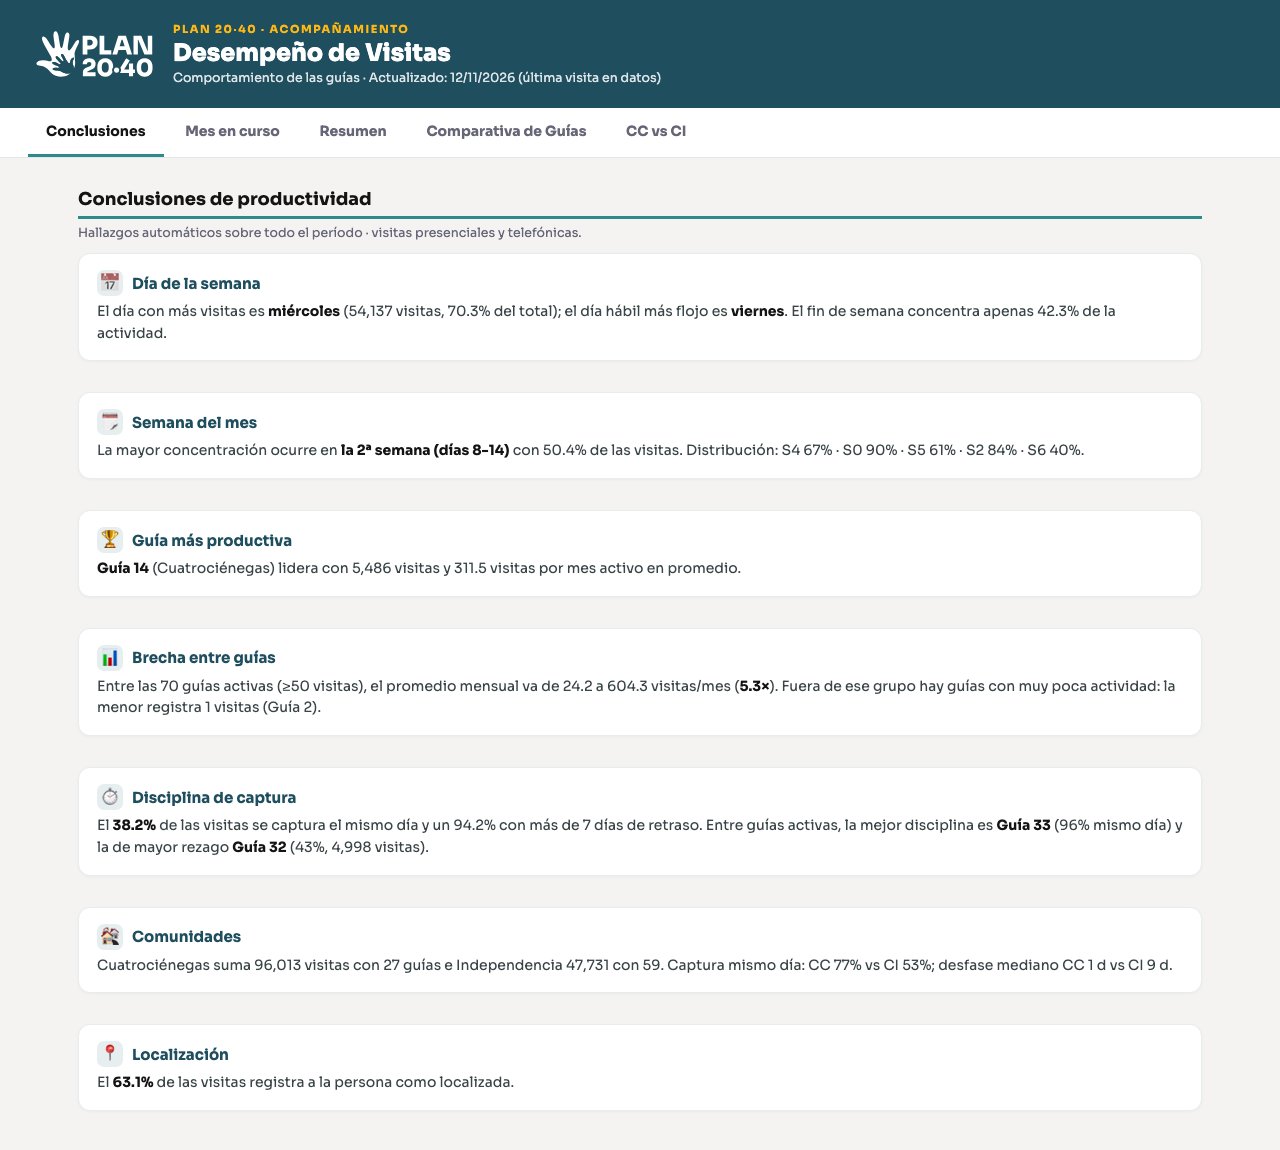 PLAN
20·40
PLAN 20·40 · ACOMPAÑAMIENTO
Desempeño de Visitas
Comportamiento de las guías · Actualizado: 12/11/2026 (última visita en datos)
Conclusiones
Mes en curso
Resumen
Comparativa de Guías
CC vs CI
Conclusiones de productividad
Hallazgos automáticos sobre todo el período · visitas presenciales y telefónicas.
Día de la semana
El día con más visitas es miércoles (54,137 visitas, 70.3% del total); el día hábil más flojo es viernes. El fin de semana concentra apenas 42.3% de la
actividad.
Semana del mes
La mayor concentración ocurre en la 2ª semana (días 8–14) con 50.4% de las visitas. Distribución: S4 67% · S0 90% · S5 61% · S2 84% · S6 40%.
Guía más productiva
Guía 14 (Cuatrociénegas) lidera con 5,486 visitas y 311.5 visitas por mes activo en promedio.
Brecha entre guías
Entre las 70 guías activas (≥50 visitas), el promedio mensual va de 24.2 a 604.3 visitas/mes (5.3×). Fuera de ese grupo hay guías con muy poca actividad: la
menor registra 1 visitas (Guía 2).
Disciplina de captura
El 38.2% de las visitas se captura el mismo día y un 94.2% con más de 7 días de retraso. Entre guías activas, la mejor disciplina es Guía 33 (96% mismo día) y
la de mayor rezago Guía 32 (43%, 4,998 visitas).
Comunidades
Cuatrociénegas suma 96,013 visitas con 27 guías e Independencia 47,731 con 59. Captura mismo día: CC 77% vs CI 53%; desfase mediano CC 1 d vs CI 9 d.
Localización
El 63.1% de las visitas registra a la persona como localizada.